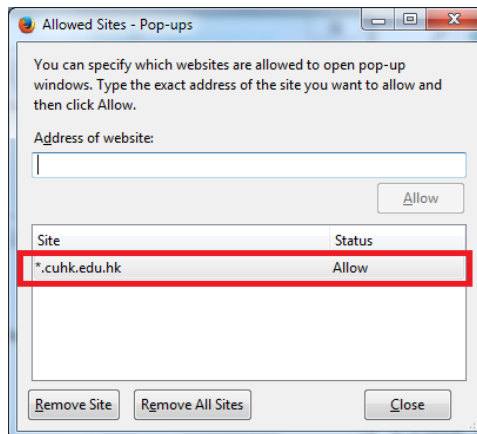 Allowed Sites - Pop-ups
You can specify which websites are allowed to open pop-up
windows. Type the exact address of the site you want to allow and
then click Allow.
Address of website:
Allow
Site Status
*.cuhk.edu.hk Allow
Remove Site Remove All Sites Close